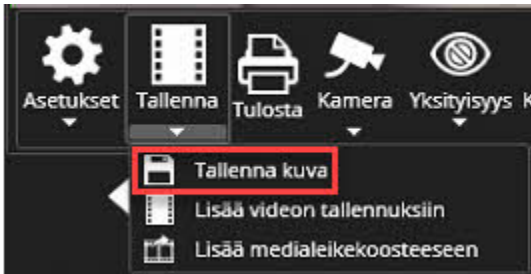 Asetukset Tallenna Tulosta Kamera Yksityisyys K
Tallenna kuva
Lisää videon tallennuksiin
Lisää medialeikekoosteeseen